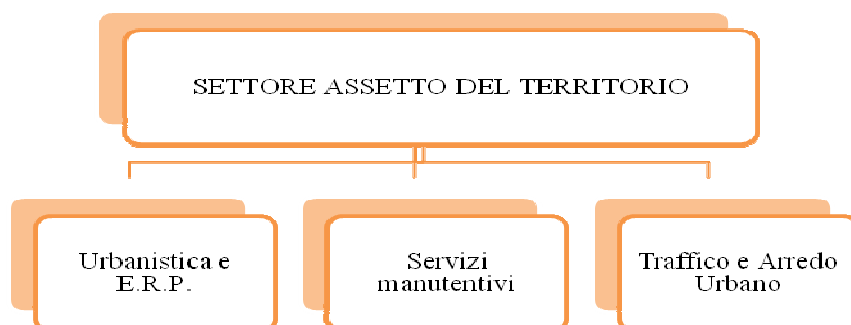 SETTORE ASSETTO DEL TERRITORIO
Urbanistica e
E.R.P.
Servizi
manutentivi
Traffico e Arredo
Urbano